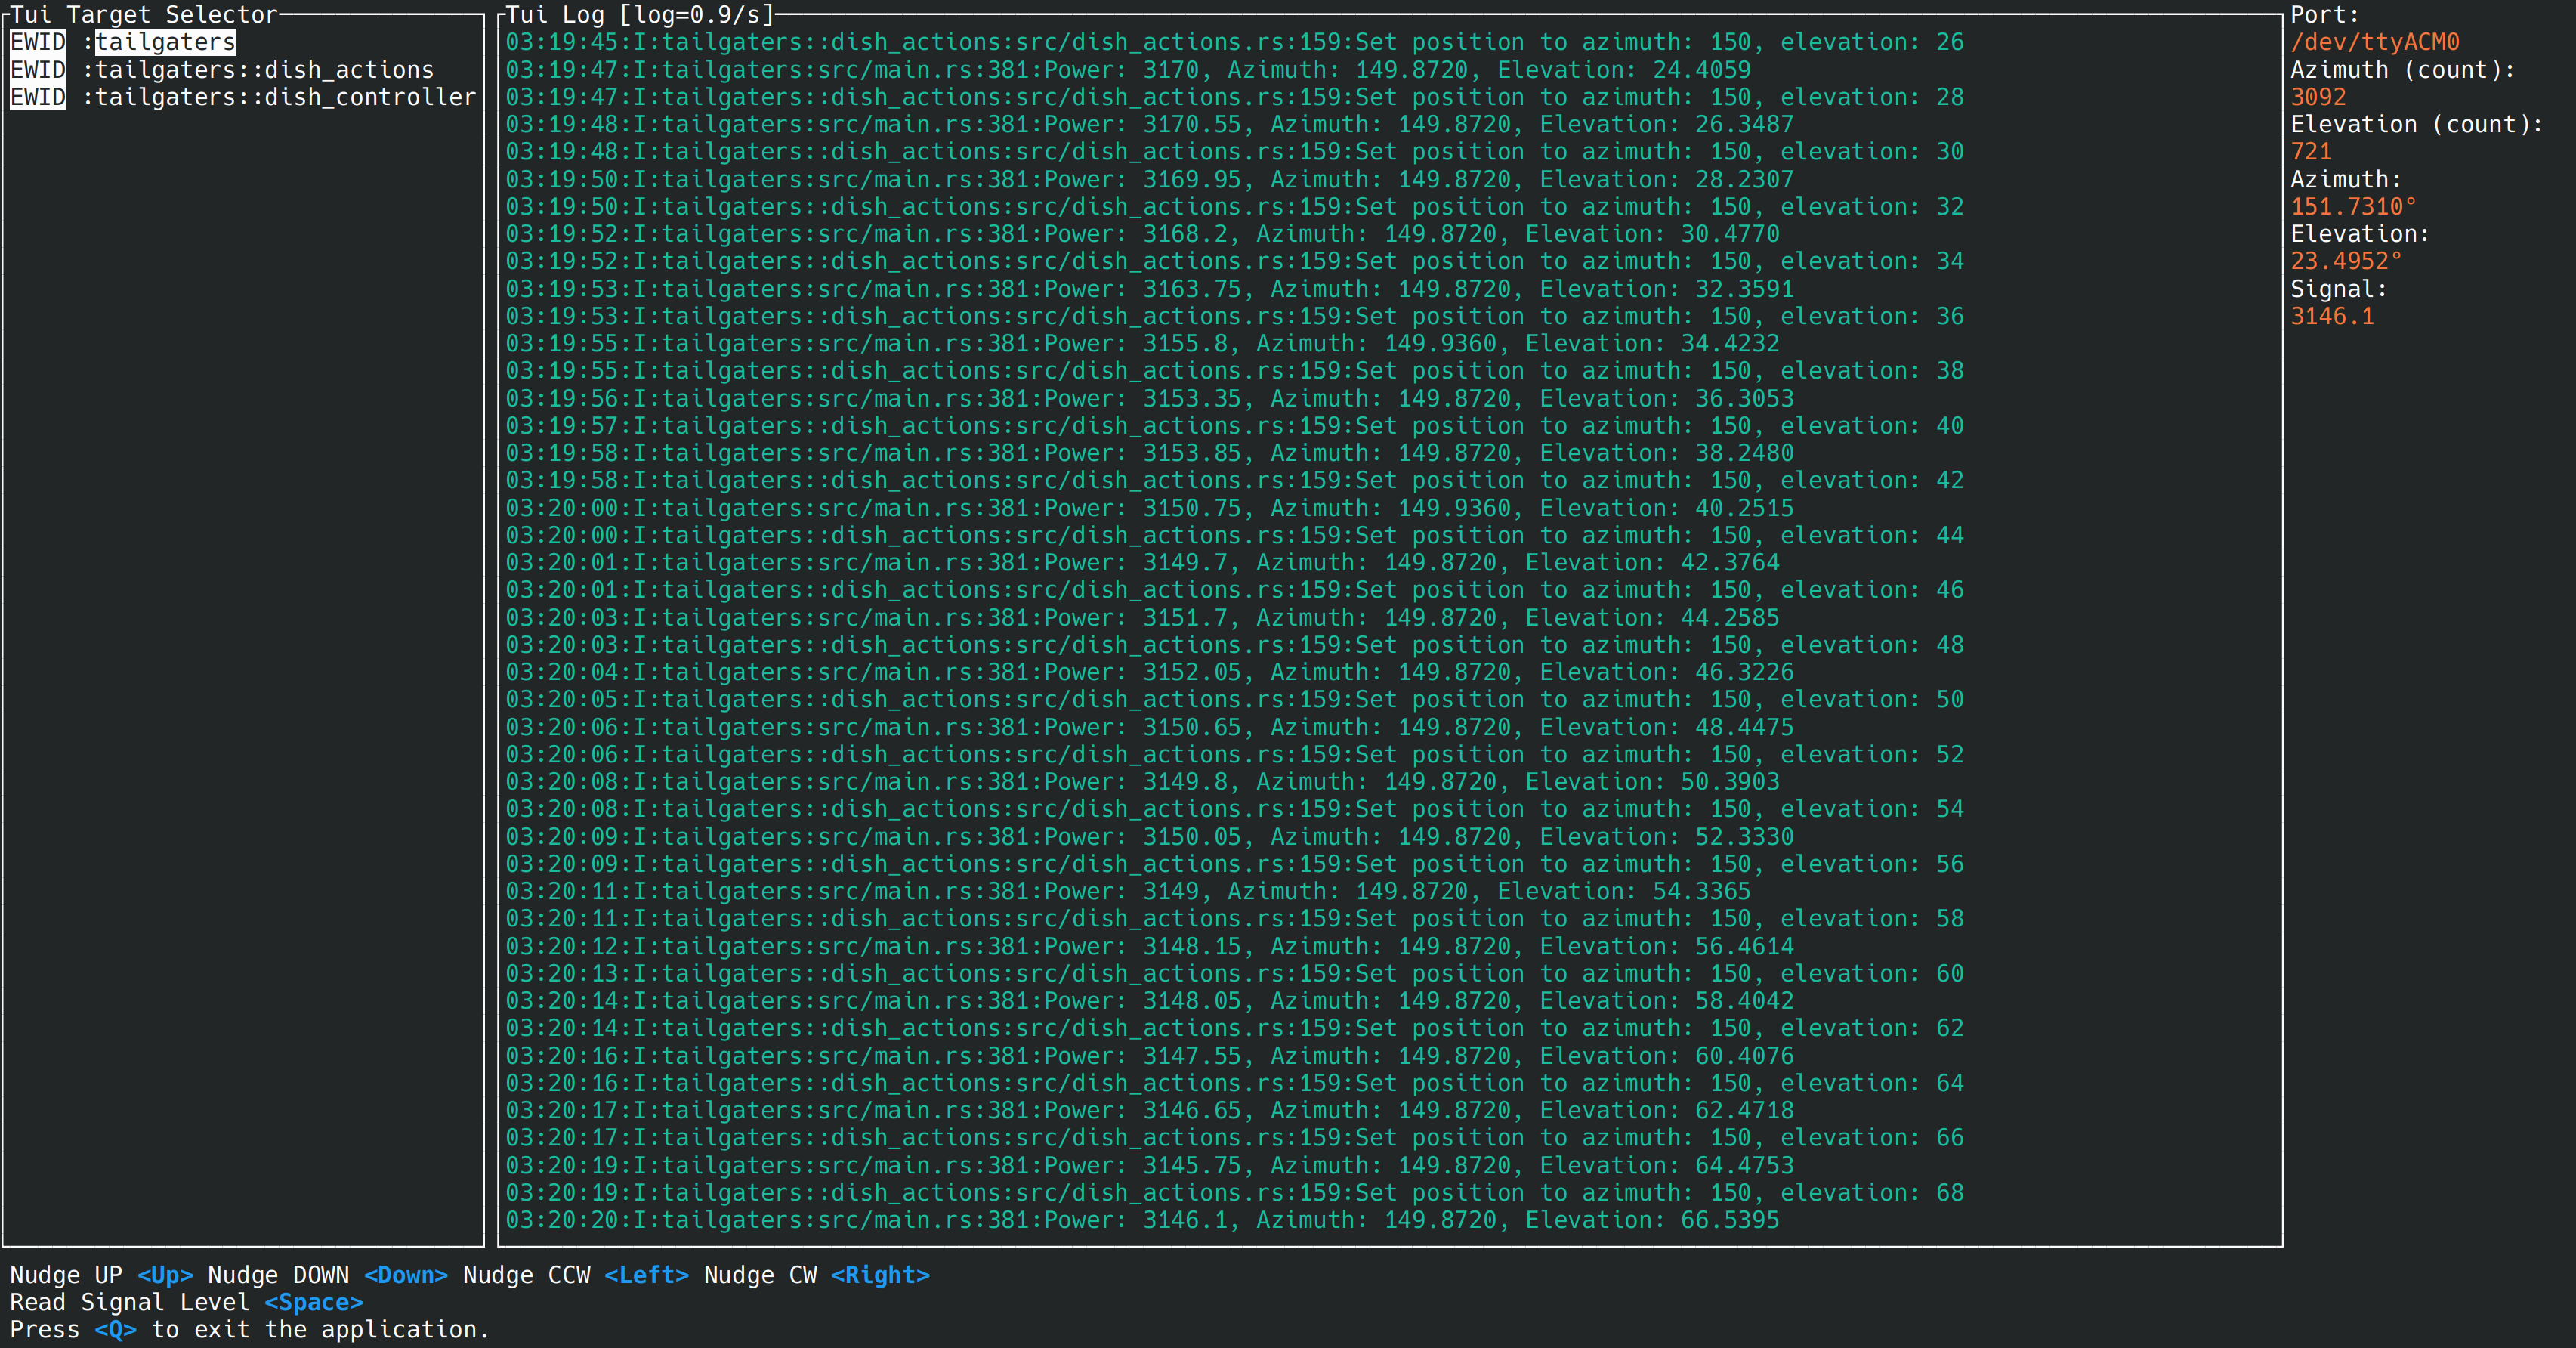 Tui Target Selector
EWID :tailgaters
EWID :tailgaters::dish_actions
EWID :tailgaters::dish_controller
Tui Log [log=0.9/s]
03:19:45:I:tailgaters::dish_actions:src/dish_actions.rs:159:Set position to azimuth: 150, elevation: 26
03:19:47:I:tailgaters:src/main.rs:381:Power: 3170, Azimuth: 149.8720, Elevation: 24.4059
03:19:47:I:tailgaters::dish_actions:src/dish_actions.rs:159:Set position to azimuth: 150, elevation: 28
03:19:48:I:tailgaters:src/main.rs:381:Power: 3170.55, Azimuth: 149.8720, Elevation: 26.3487
03:19:48:I:tailgaters::dish_actions:src/dish_actions.rs:159:Set position to azimuth: 150, elevation: 30
03:19:50:I:tailgaters:src/main.rs:381:Power: 3169.95, Azimuth: 149.8720, Elevation: 28.2307
03:19:50:I:tailgaters::dish_actions:src/dish_actions.rs:159:Set position to azimuth: 150, elevation: 32
03:19:52:I:tailgaters:src/main.rs:381:Power: 3168.2, Azimuth: 149.8720, Elevation: 30.4770
03:19:52:I:tailgaters::dish_actions:src/dish_actions.rs:159:Set position to azimuth: 150, elevation: 34
03:19:53:I:tailgaters:src/main.rs:381:Power: 3163.75, Azimuth: 149.8720, Elevation: 32.3591
03:19:53:I:tailgaters::dish_actions:src/dish_actions.rs:159:Set position to azimuth: 150, elevation: 36
03:19:55:I:tailgaters:src/main.rs:381:Power: 3155.8, Azimuth: 149.9360, Elevation: 34.4232
03:19:55:I:tailgaters::dish_actions:src/dish_actions.rs:159:Set position to azimuth: 150, elevation: 38
03:19:56:I:tailgaters:src/main.rs:381:Power: 3153.35, Azimuth: 149.8720, Elevation: 36.3053
03:19:57:I:tailgaters::dish_actions:src/dish_actions.rs:159:Set position to azimuth: 150, elevation: 40
03:19:58:I:tailgaters:src/main.rs:381:Power: 3153.85, Azimuth: 149.8720, Elevation: 38.2480
03:19:58:I:tailgaters::dish_actions:src/dish_actions.rs:159:Set position to azimuth: 150, elevation: 42
03:20:00:I:tailgaters:src/main.rs:381:Power: 3150.75, Azimuth: 149.9360, Elevation: 40.2515
03:20:00:I:tailgaters::dish_actions:src/dish_actions.rs:159:Set position to azimuth: 150, elevation: 44
03:20:01:I:tailgaters:src/main.rs:381:Power: 3149.7, Azimuth: 149.8720, Elevation: 42.3764
03:20:01:I:tailgaters::dish_actions:src/dish_actions.rs:159:Set position to azimuth: 150, elevation: 46
03:20:03:I:tailgaters:src/main.rs:381:Power: 3151.7, Azimuth: 149.8720, Elevation: 44.2585
03:20:03:I:tailgaters::dish_actions:src/dish_actions.rs:159:Set position to azimuth: 150, elevation: 48
03:20:04:I:tailgaters:src/main.rs:381:Power: 3152.05, Azimuth: 149.8720, Elevation: 46.3226
03:20:05:I:tailgaters::dish_actions:src/dish_actions.rs:159:Set position to azimuth: 150, elevation: 50
03:20:06:I:tailgaters:src/main.rs:381:Power: 3150.65, Azimuth: 149.8720, Elevation: 48.4475
03:20:06:I:tailgaters::dish_actions:src/dish_actions.rs:159:Set position to azimuth: 150, elevation: 52
03:20:08:I:tailgaters:src/main.rs:381:Power: 3149.8, Azimuth: 149.8720, Elevation: 50.3903
03:20:08:I:tailgaters::dish_actions:src/dish_actions.rs:159:Set position to azimuth: 150, elevation: 54
03:20:09:I:tailgaters:src/main.rs:381:Power: 3150.05, Azimuth: 149.8720, Elevation: 52.3330
03:20:09:I:tailgaters::dish_actions:src/dish_actions.rs:159:Set position to azimuth: 150, elevation: 56
03:20:11:I:tailgaters:src/main.rs:381:Power: 3149, Azimuth: 149.8720, Elevation: 54.3365
03:20:11:I:tailgaters::dish_actions:src/dish_actions.rs:159:Set position to azimuth: 150, elevation: 58
03:20:12:I:tailgaters:src/main.rs:381:Power: 3148.15, Azimuth: 149.8720, Elevation: 56.4614
03:20:13:I:tailgaters::dish_actions:src/dish_actions.rs:159:Set position to azimuth: 150, elevation: 60
03:20:14:I:tailgaters:src/main.rs:381:Power: 3148.05, Azimuth: 149.8720, Elevation: 58.4042
03:20:14:I:tailgaters::dish_actions:src/dish_actions.rs:159:Set position to azimuth: 150, elevation: 62
03:20:16:I:tailgaters:src/main.rs:381:Power: 3147.55, Azimuth: 149.8720, Elevation: 60.4076
03:20:16:I:tailgaters::dish_actions:src/dish_actions.rs:159:Set position to azimuth: 150, elevation: 64
03:20:17:I:tailgaters:src/main.rs:381:Power: 3146.65, Azimuth: 149.8720, Elevation: 62.4718
03:20:17:I:tailgaters::dish_actions:src/dish_actions.rs:159:Set position to azimuth: 150, elevation: 66
03:20:19:I:tailgaters:src/main.rs:381:Power: 3145.75, Azimuth: 149.8720, Elevation: 64.4753
03:20:19:I:tailgaters::dish_actions:src/dish_actions.rs:159:Set position to azimuth: 150, elevation: 68
03:20:20:I:tailgaters:src/main.rs:381:Power: 3146.1, Azimuth: 149.8720, Elevation: 66.5395
Port:
/dev/ttyACM0
Azimuth (count):
3092
Elevation (count):
721
Azimuth:
151.7310°
Elevation:
23.4952°
Signal:
3146.1
Nudge UP <Up> Nudge DOWN <Down> Nudge CCW <Left> Nudge CW <Right>
Read Signal Level <Space>
Press <Q> to exit the application.